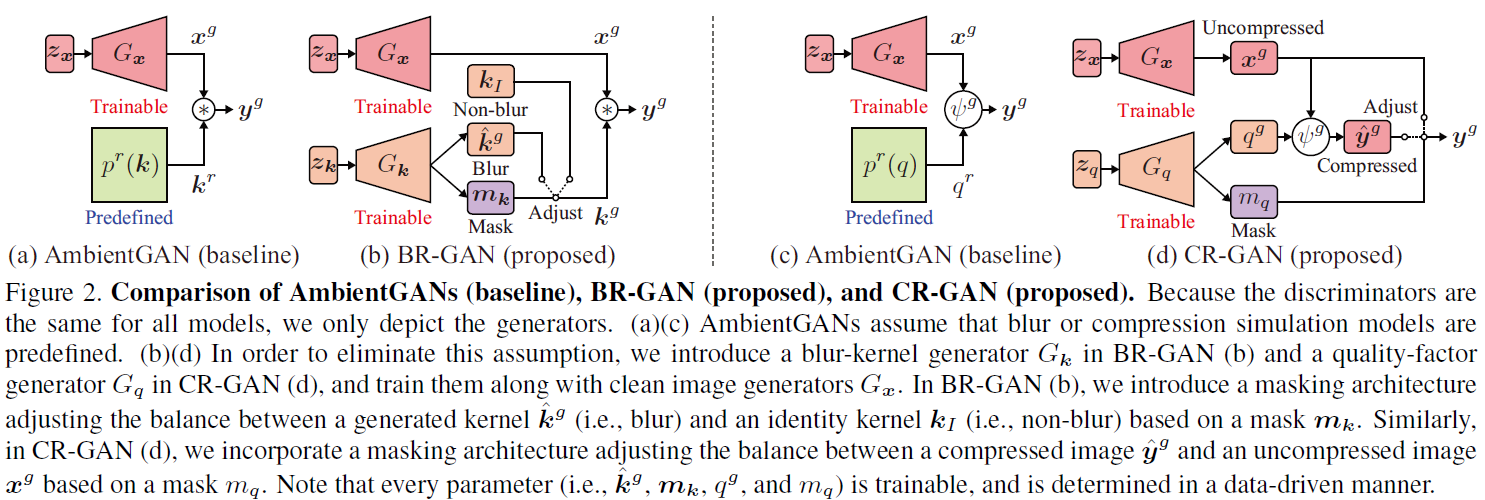 z_x G_x x^g
Trainable
* y^g
p^r(k) k^r
Predefined
(a) AmbientGAN (baseline)
z_x G_x x^g
Trainable
k_I
Non-blur
* y^g
z_k G_k k̂^g
Blur
m_k
Mask
Trainable
Adjust k^g
(b) BR-GAN (proposed)
z_x G_x x^g
Trainable
ψ^g y^g
p^r(q) q^r
Predefined
(c) AmbientGAN (baseline)
Uncompressed
z_x G_x x^g
Trainable
Adjust
z_q G_q q^g ψ^g ŷ^g y^g
Compressed
m_q
Mask
Trainable
(d) CR-GAN (proposed)
Figure 2. Comparison of AmbientGANs (baseline), BR-GAN (proposed), and CR-GAN (proposed). Because the discriminators are
the same for all models, we only depict the generators. (a)(c) AmbientGANs assume that blur or compression simulation models are
predefined. (b)(d) In order to eliminate this assumption, we introduce a blur-kernel generator G_k in BR-GAN (b) and a quality-factor
generator G_q in CR-GAN (d), and train them along with clean image generators G_x. In BR-GAN (b), we introduce a masking architecture
adjusting the balance between a generated kernel k̂^g (i.e., blur) and an identity kernel k_I (i.e., non-blur) based on a mask m_k. Similarly,
in CR-GAN (d), we incorporate a masking architecture adjusting the balance between a compressed image ŷ^g and an uncompressed image
x^g based on a mask m_q. Note that every parameter (i.e., k̂^g, m_k, q^g, and m_q) is trainable, and is determined in a data-driven manner.